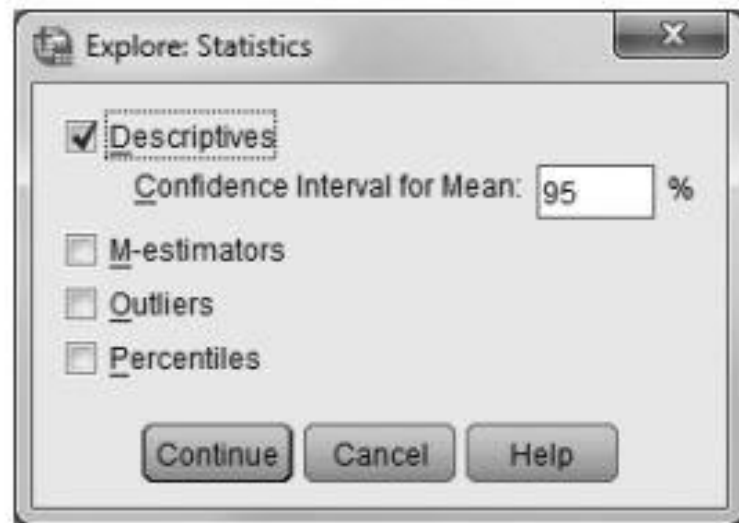 Explore: Statistics
Descriptives
Confidence Interval for Mean: 95 %
M-estimators
Outliers
Percentiles
Continue Cancel Help